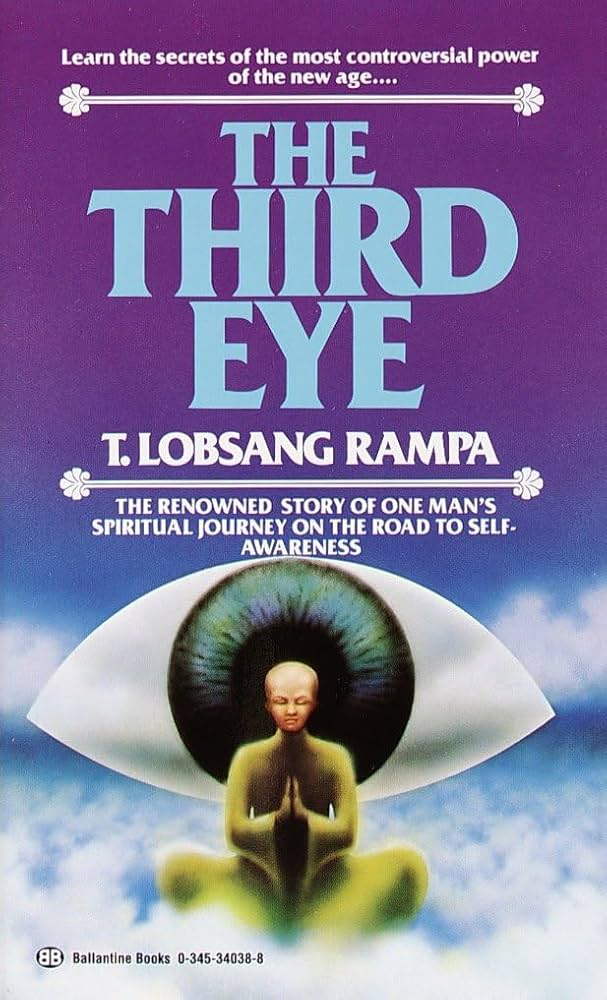 Learn the secrets of the most controversial power
of the new age....
THE
THIRD
EYE
T. LOBSANG RAMPA
THE RENOWNED STORY OF ONE MAN'S
SPIRITUAL JOURNEY ON THE ROAD TO SELF-
AWARENESS
BB Ballantine Books 0-345-34038-8